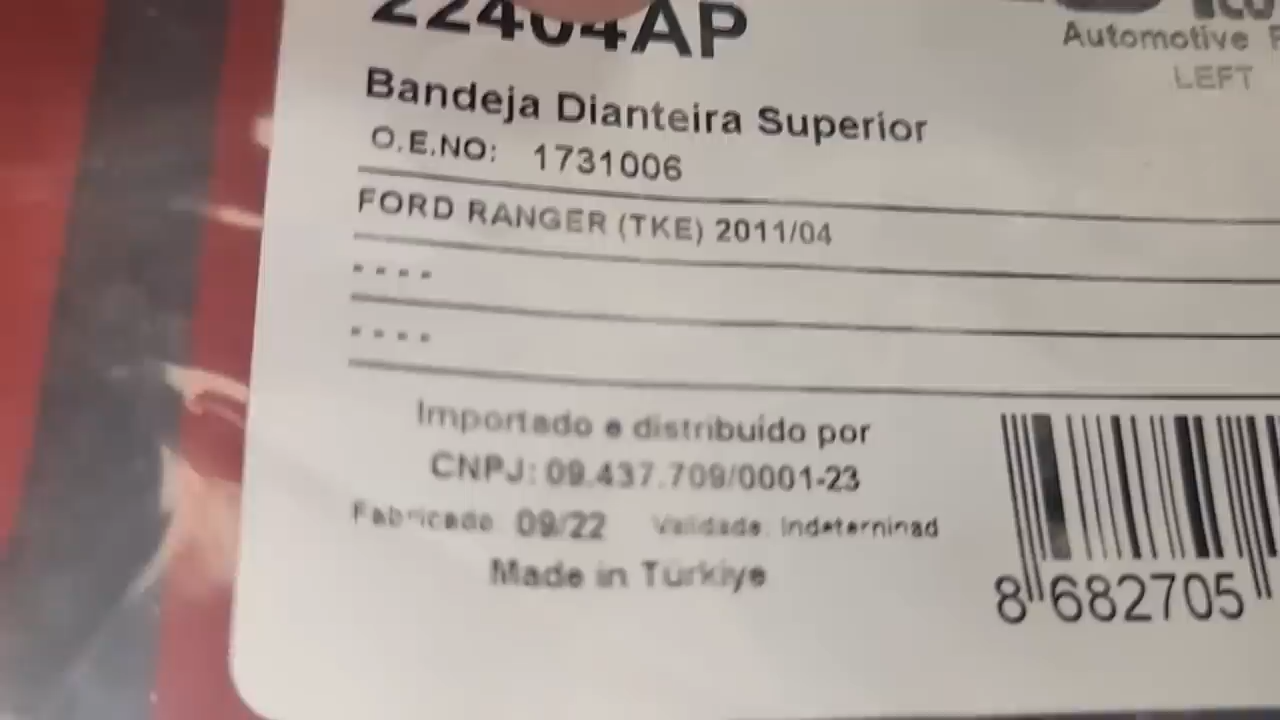 22404AP
Automotive
LEFT
Bandeja Dianteira Superior
O.E.NO: 1731006
FORD RANGER (TKE) 2011/04
- - - -
- - - -
Importado e distribuído por
CNPJ: 09.437.709/0001-23
Fabricado 09/22 Validade: Indeterninad
Made in Türkiye
8 682705